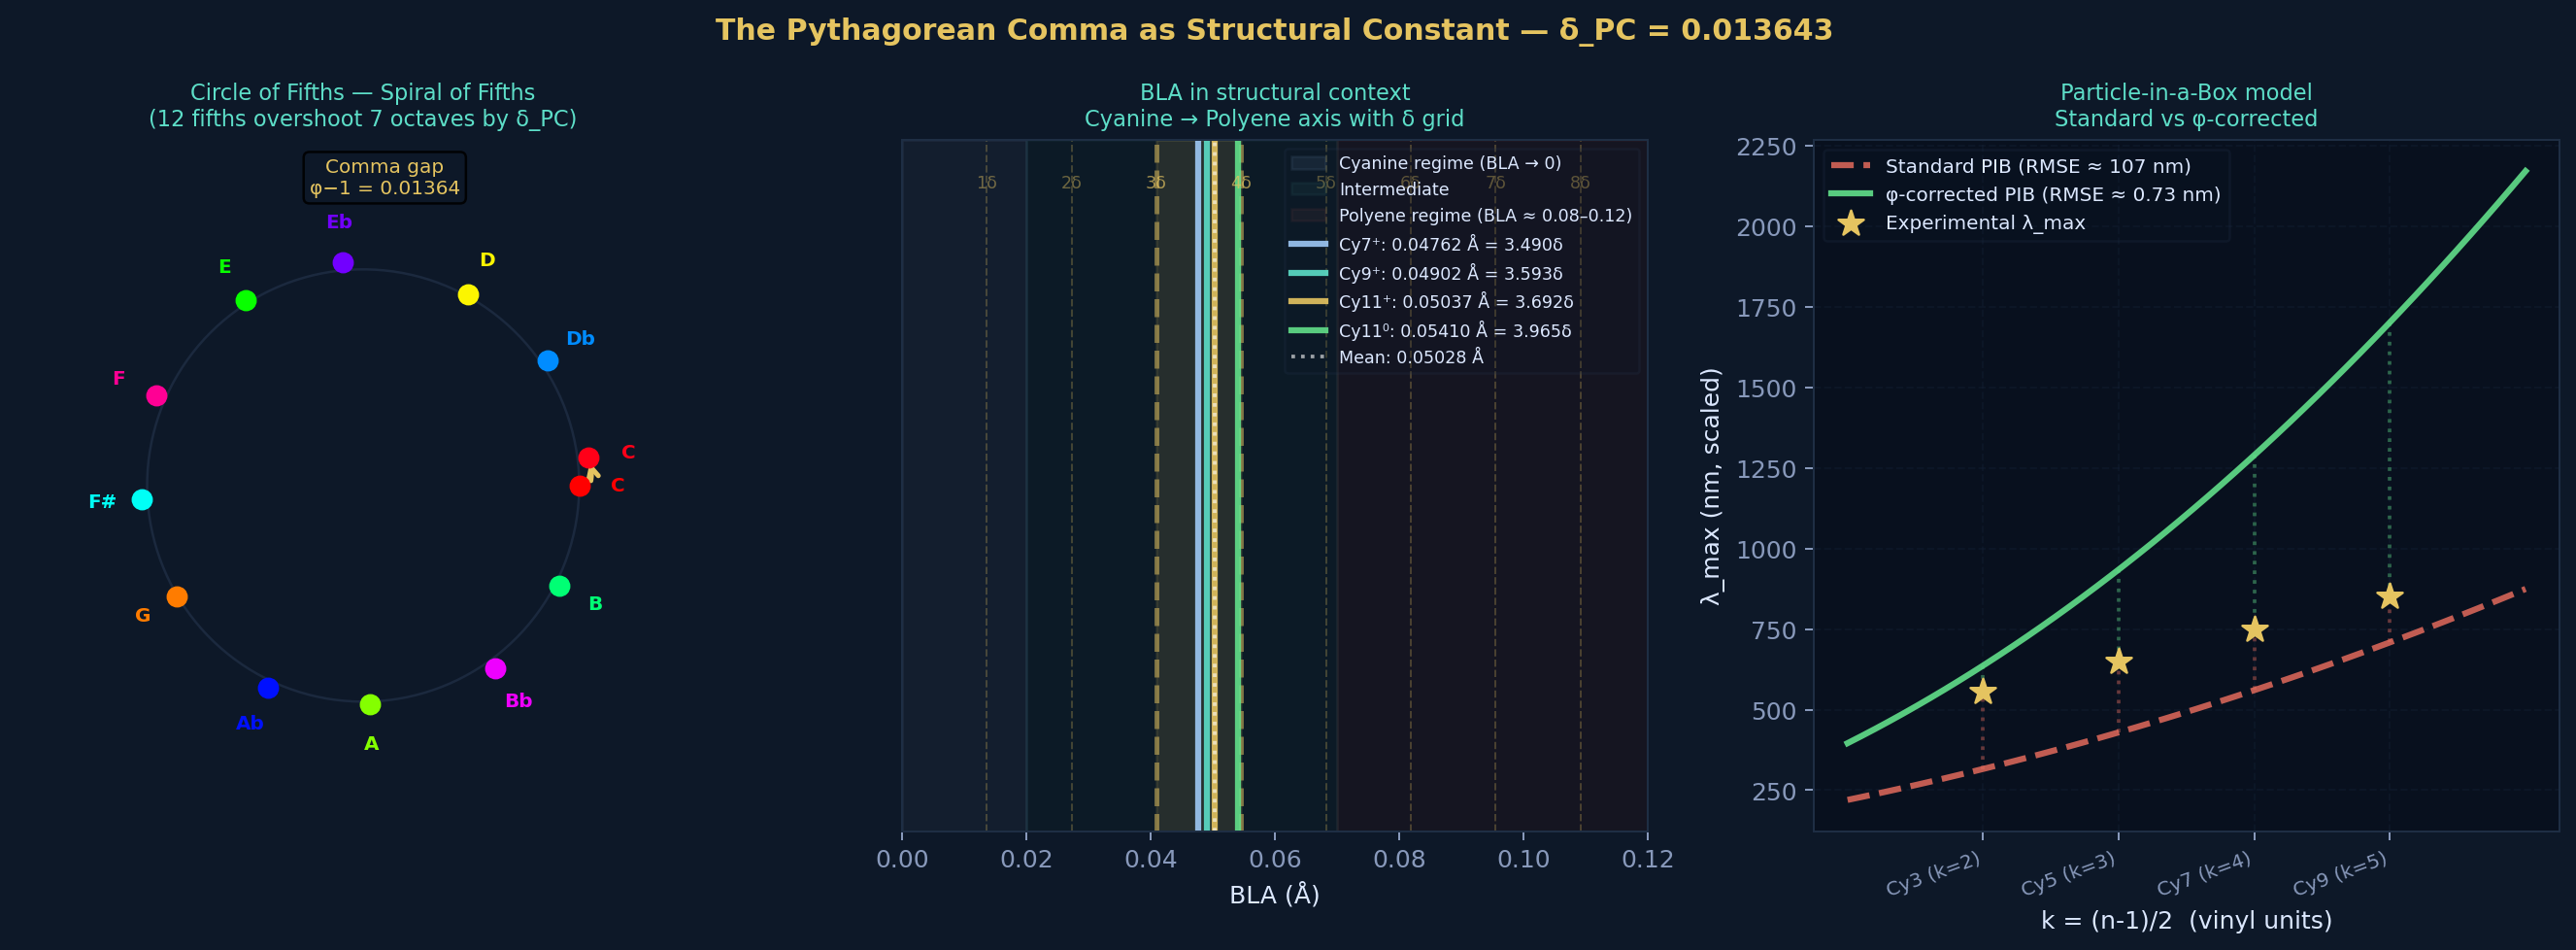 The Pythagorean Comma as Structural Constant — δ_PC = 0.013643
Circle of Fifths — Spiral of Fifths
(12 fifths overshoot 7 octaves by δ_PC)
Comma gap
φ−1 = 0.01364
Eb
D
E
Db
F
C
C
F#
G
B
Bb
Ab
A
BLA in structural context
Cyanine → Polyene axis with δ grid
1δ
2δ
3δ
4δ
5δ
6δ
7δ
8δ
Cyanine regime (BLA → 0)
Intermediate
Polyene regime (BLA ≈ 0.08–0.12)
Cy7⁺: 0.04762 Å = 3.490δ
Cy9⁺: 0.04902 Å = 3.593δ
Cy11⁺: 0.05037 Å = 3.692δ
Cy11⁰: 0.05410 Å = 3.965δ
Mean: 0.05028 Å
0.00
0.02
0.04
0.06
0.08
0.10
0.12
BLA (Å)
Particle-in-a-Box model
Standard vs φ-corrected
Standard PIB (RMSE ≈ 107 nm)
φ-corrected PIB (RMSE ≈ 0.73 nm)
Experimental λ_max
λ_max (nm, scaled)
2250
2000
1750
1500
1250
1000
750
500
250
Cy3 (k=2)
Cy5 (k=3)
Cy7 (k=4)
Cy9 (k=5)
k = (n-1)/2  (vinyl units)